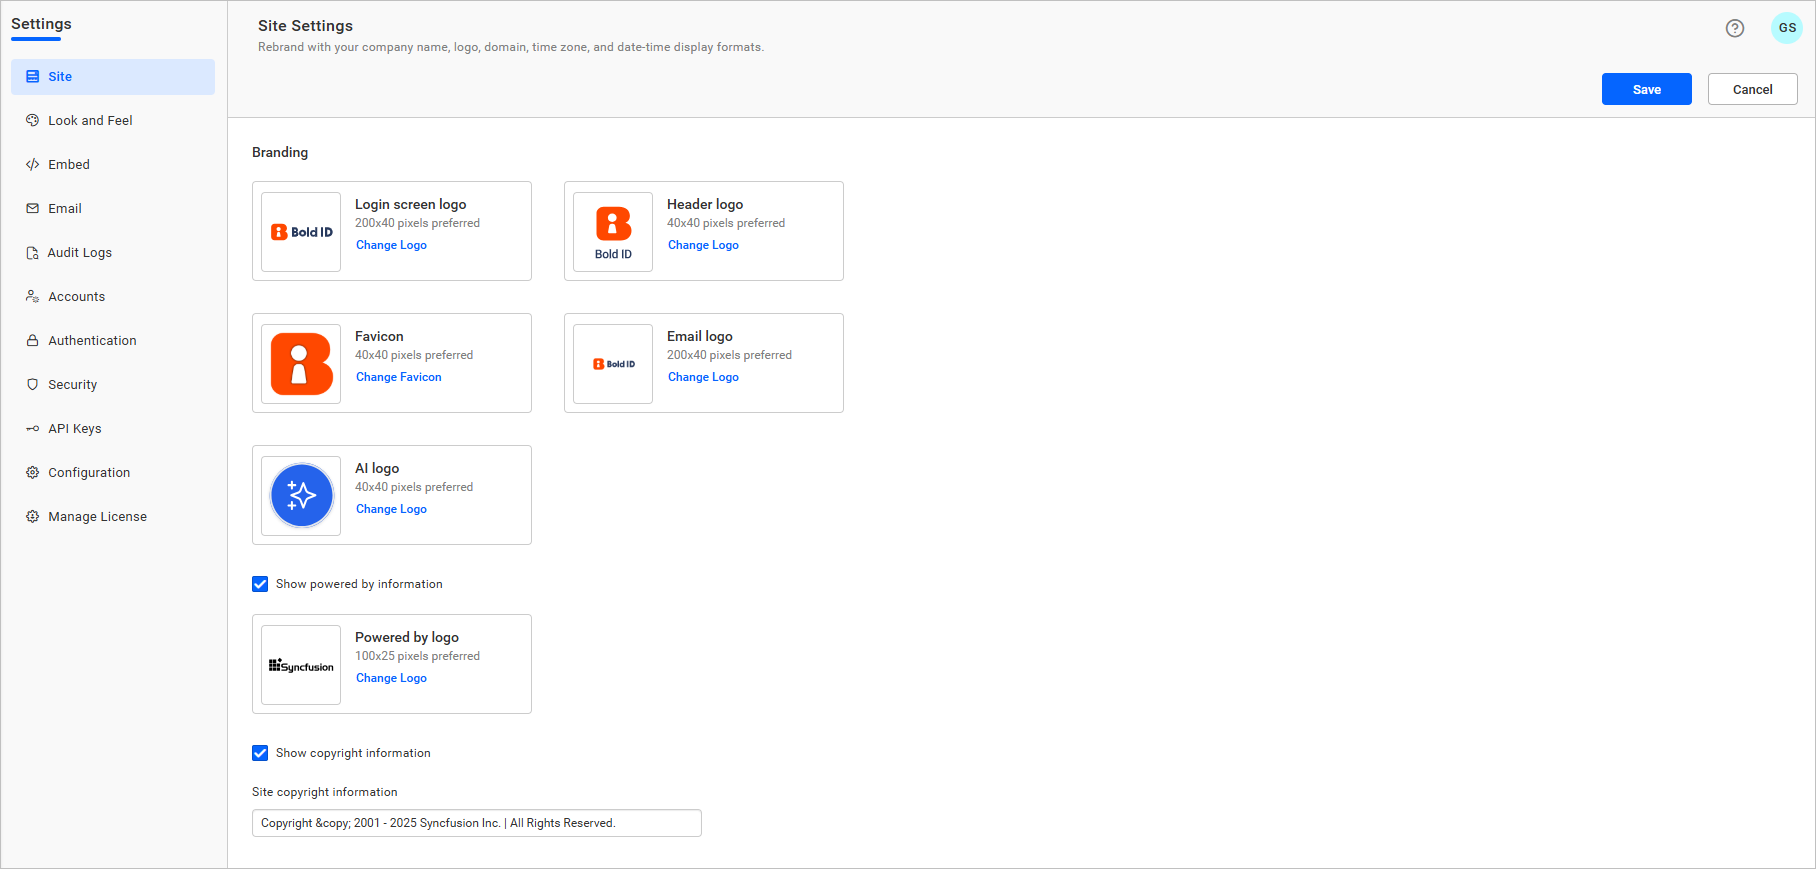 Settings
Site
Look and Feel
Embed
Email
Audit Logs
Accounts
Authentication
Security
API Keys
Configuration
Manage License
Site Settings
Rebrand with your company name, logo, domain, time zone, and date-time display formats.
?
GS
Save
Cancel
Branding
Bold ID
Login screen logo
200x40 pixels preferred
Change Logo
Bold ID
Header logo
40x40 pixels preferred
Change Logo
Favicon
40x40 pixels preferred
Change Favicon
Bold ID
Email logo
200x40 pixels preferred
Change Logo
AI logo
40x40 pixels preferred
Change Logo
Show powered by information
Syncfusion
Powered by logo
100x25 pixels preferred
Change Logo
Show copyright information
Site copyright information
Copyright &copy; 2001 - 2025 Syncfusion Inc. | All Rights Reserved.